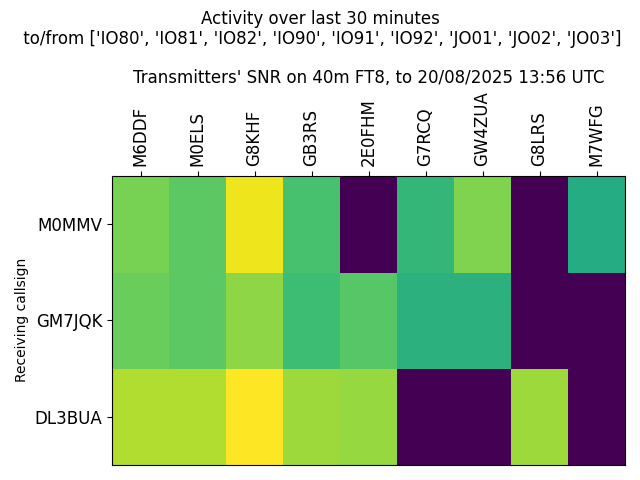 Activity over last 30 minutes
to/from ['IO80', 'IO81', 'IO82', 'IO90', 'IO91', 'IO92', 'JO01', 'JO02', 'JO03']
Transmitters' SNR on 40m FT8, to 20/08/2025 13:56 UTC
M6DDF
M0ELS
G8KHF
GB3RS
2E0FHM
G7RCQ
GW4ZUA
G8LRS
M7WFG
Receiving callsign
M0MMV
GM7JQK
DL3BUA